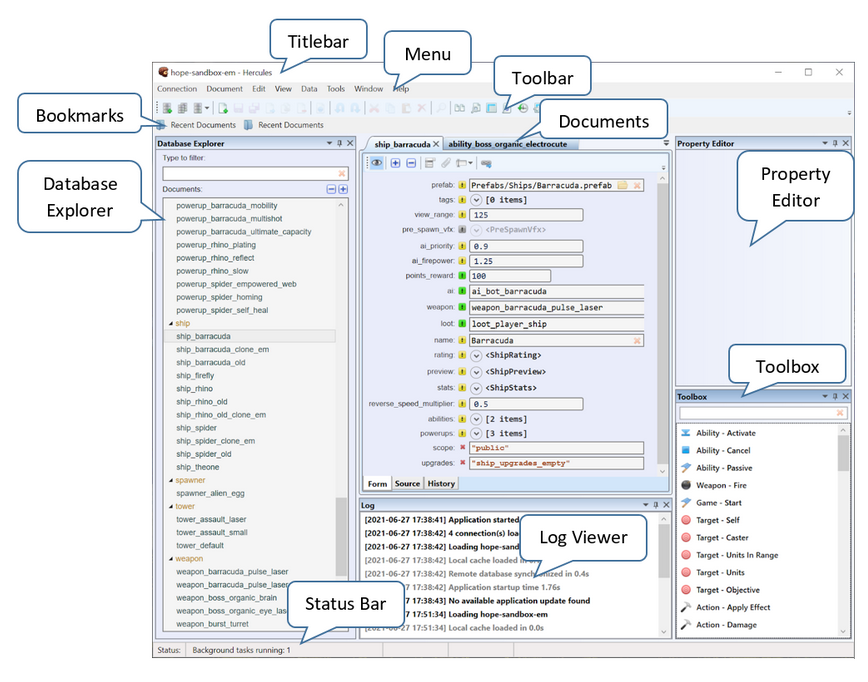 Titlebar
Menu
Toolbar
Bookmarks
Documents
Database
Explorer
Property
Editor
Toolbox
Log Viewer
Status Bar
hope-sandbox-em - Hercules
Connection Document Edit View Data Tools Window Help
Recent Documents Recent Documents
Database Explorer
Type to filter:
Documents:
powerup_barracuda_mobility
powerup_barracuda_multishot
powerup_barracuda_ultimate_capacity
powerup_rhino_plating
powerup_rhino_reflect
powerup_rhino_slow
powerup_spider_empowered_web
powerup_spider_homing
powerup_spider_self_heal
ship
ship_barracuda
ship_barracuda_clone_em
ship_barracuda_old
ship_firefly
ship_rhino
ship_rhino_old
ship_rhino_old_clone_em
ship_spider
ship_spider_clone_em
ship_spider_old
ship_theone
spawner
spawner_alien_egg
tower
tower_assault_laser
tower_assault_small
tower_default
weapon
weapon_barracuda_pulse_laser
weapon_barracuda_pulse_lase
weapon_boss_organic_brain
weapon_boss_organic_eye_las
weapon_burst_turret
ship_barracuda ability_boss_organic_electrocute
prefab: Prefabs/Ships/Barracuda.prefab
tags: [0 items]
view_range: 125
pre_spawn_vfx: <PreSpawnVfx>
ai_priority: 0.9
ai_firepower: 1.25
points_reward: 100
ai: ai_bot_barracuda
weapon: weapon_barracuda_pulse_laser
loot: loot_player_ship
name: Barracuda
rating: <ShipRating>
preview: <ShipPreview>
stats: <ShipStats>
reverse_speed_multiplier: 0.5
abilities: [2 items]
powerups: [3 items]
scope: "public"
upgrades: "ship_upgrades_empty"
Form Source History
Log
[2021-06-27 17:38:41] Application started
[2021-06-27 17:38:42] 4 connection(s) loa
[2021-06-27 17:38:42] Loading hope-sand
[2021-06-27 17:38:42] Local cache loaded in
[2021-06-27 17:38:42] Remote database synchronized in 0.4s
[2021-06-27 17:38:42] Application startup time 1.76s
17:38:43] No available application update found
17:51:34] Loading hope-sandbox-em
17:51:34] Local cache loaded in 0.0s
Property Editor
Toolbox
Ability - Activate
Ability - Cancel
Ability - Passive
Weapon - Fire
Game - Start
Target - Self
Target - Caster
Target - Units In Range
Target - Units
Target - Objective
Action - Apply Effect
Action - Damage
Status: Background tasks running: 1